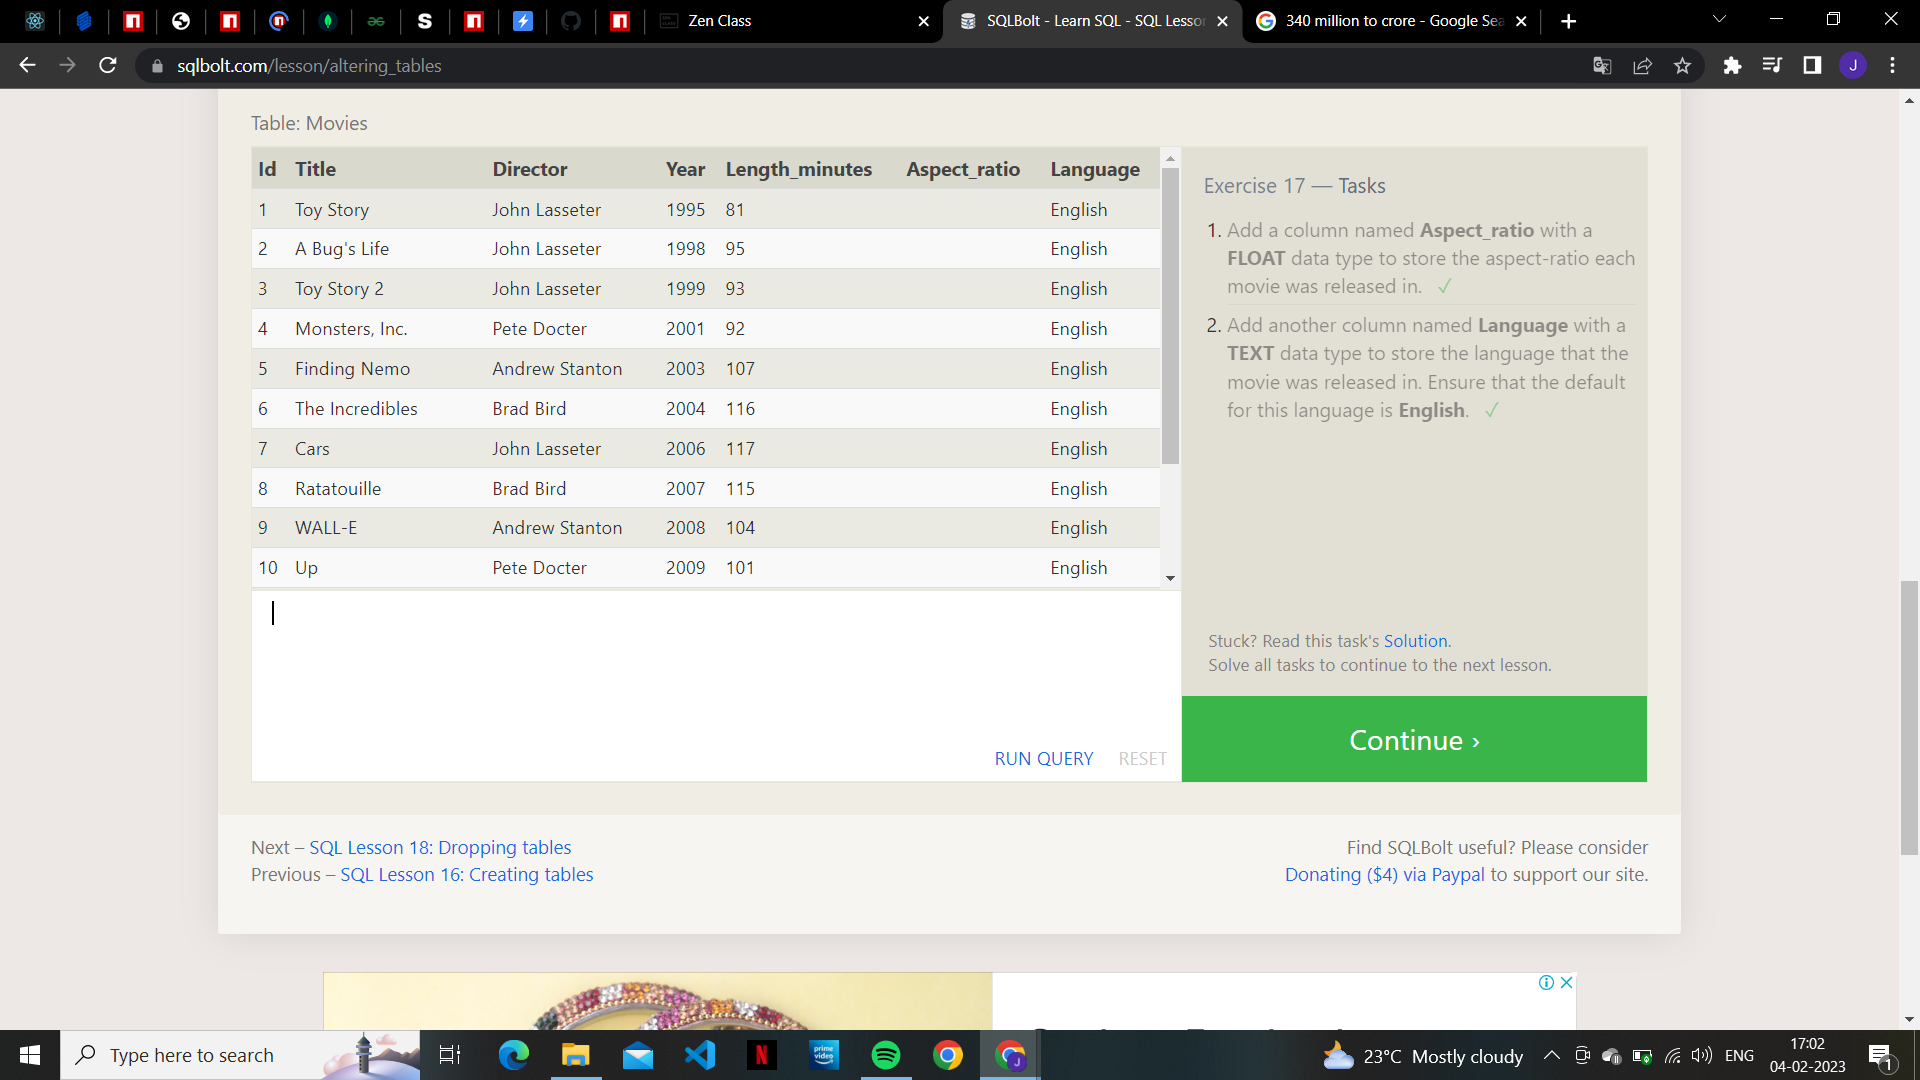 Zen Class
SQLBolt - Learn SQL - SQL Lesson
340 million to crore - Google Sea
sqlbolt.com/lesson/altering_tables
J
Table: Movies
Id Title Director Year Length_minutes Aspect_ratio Language
1 Toy Story John Lasseter 1995 81 English
2 A Bug's Life John Lasseter 1998 95 English
3 Toy Story 2 John Lasseter 1999 93 English
4 Monsters, Inc. Pete Docter 2001 92 English
5 Finding Nemo Andrew Stanton 2003 107 English
6 The Incredibles Brad Bird 2004 116 English
7 Cars John Lasseter 2006 117 English
8 Ratatouille Brad Bird 2007 115 English
9 WALL-E Andrew Stanton 2008 104 English
10 Up Pete Docter 2009 101 English
RUN QUERY RESET
Exercise 17 — Tasks
1. Add a column named Aspect_ratio with a
FLOAT data type to store the aspect-ratio each
movie was released in. ✓
2. Add another column named Language with a
TEXT data type to store the language that the
movie was released in. Ensure that the default
for this language is English. ✓
Stuck? Read this task's Solution.
Solve all tasks to continue to the next lesson.
Continue ›
Next – SQL Lesson 18: Dropping tables
Previous – SQL Lesson 16: Creating tables
Find SQLBolt useful? Please consider
Donating ($4) via Paypal to support our site.
Type here to search
23°C Mostly cloudy
ENG
17:02
04-02-2023
1